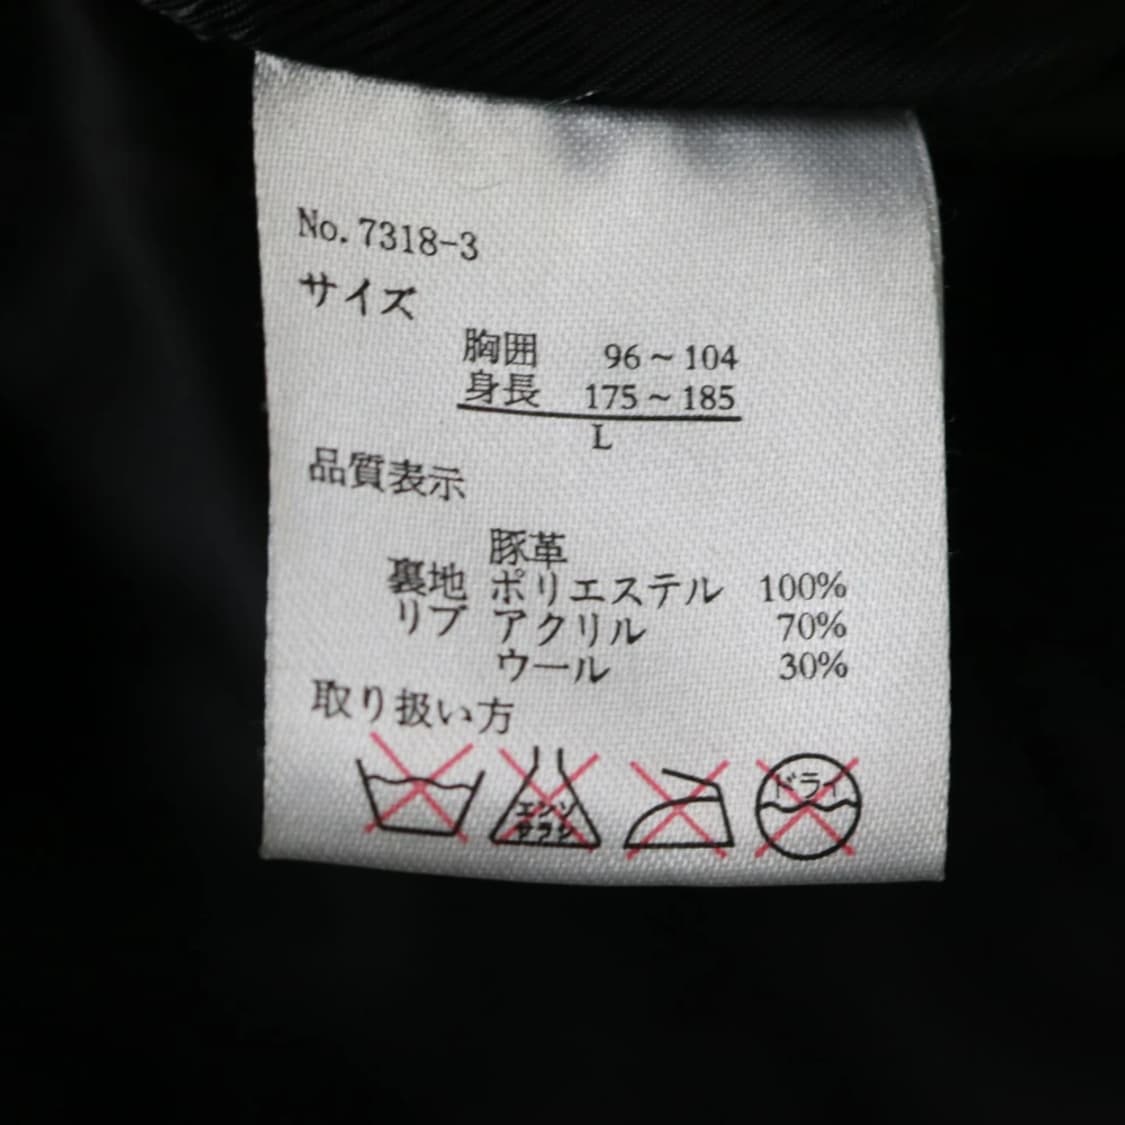 No. 7318-3
サイズ
胸囲 96～104
身長 175～185
L
品質表示
豚革
裏地 ポリエステル 100%
リブ アクリル 70%
ウール 30%
取り扱い方
エンソ
サラシ
ドライ